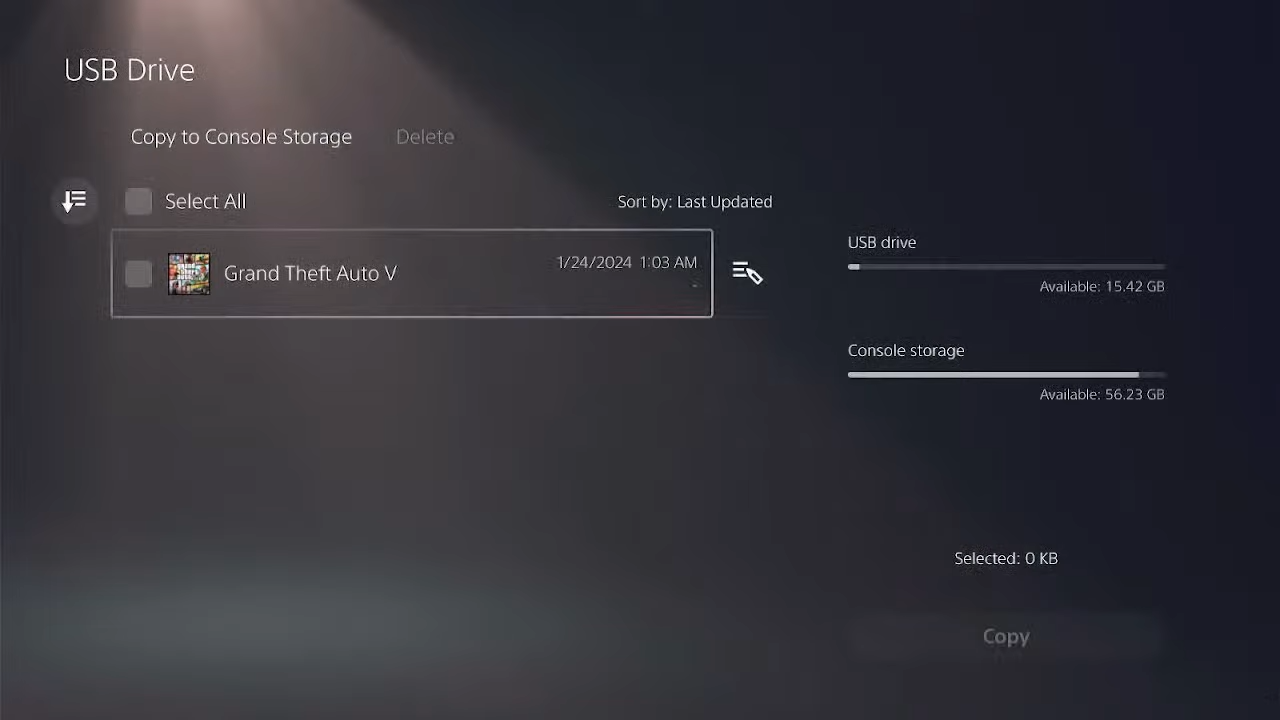 USB Drive
Copy to Console Storage Delete
Select All Sort by: Last Updated
Grand Theft Auto V 1/24/2024 1:03 AM
-
USB drive
Available: 15.42 GB
Console storage
Available: 56.23 GB
Selected: 0 KB
Copy